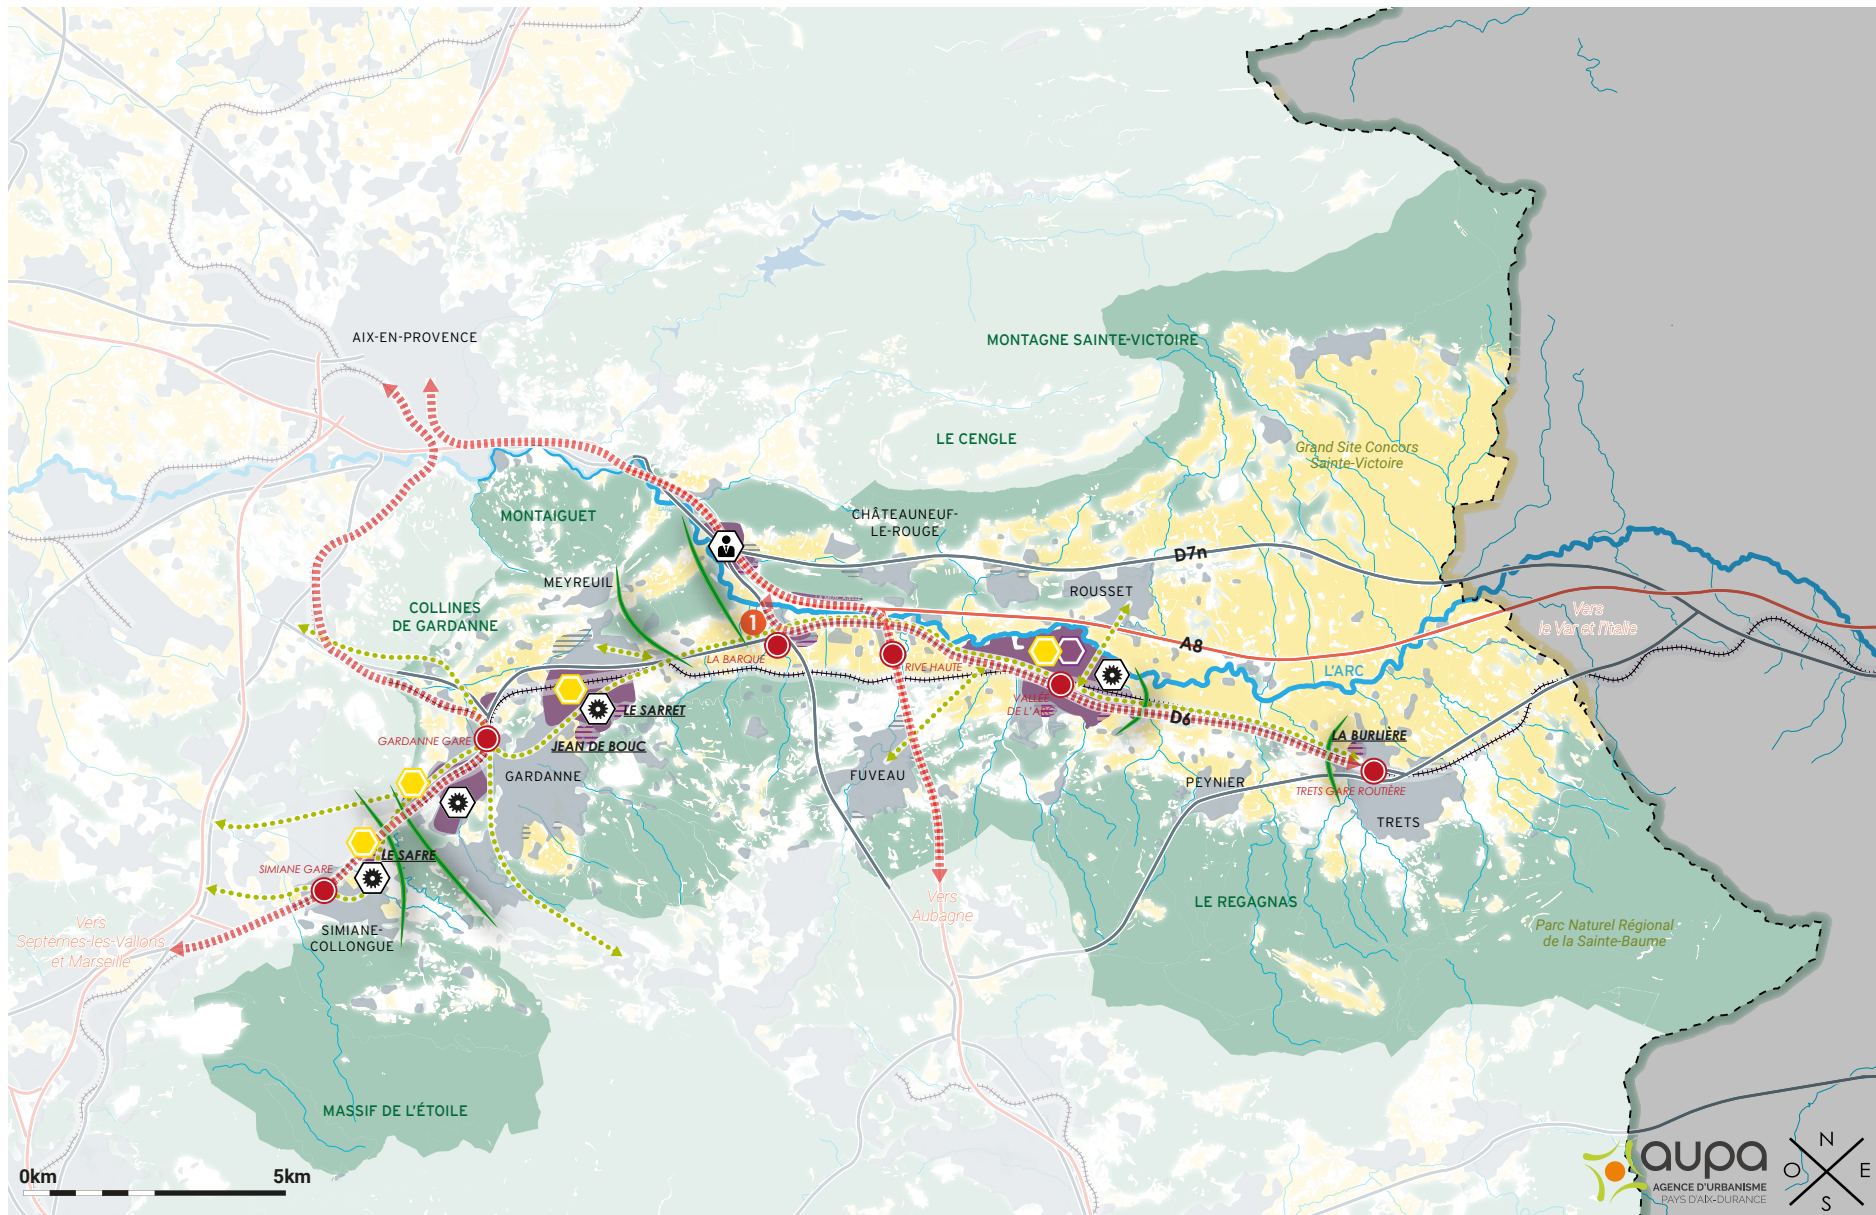 AIX-EN-PROVENCE
MONTAGNE SAINTE-VICTOIRE
LE CENGLE
Grand Site Concors
Sainte-Victoire
MONTAIGUET
CHÂTEAUNEUF-
LE-ROUGE
D7n
MEYREUIL
ROUSSET
COLLINES
DE GARDANNE
1
Vers
le Var et l'Italie
A8
LA BARQUE
RIVE HAUTE
L'ARC
VALLÉE
DE L'ARC
LE SARRET
D6
GARDANNE GARE
JEAN DE BOUC
LA BURLIÈRE
GARDANNE
FUVEAU
PEYNIER
TRETS GARE ROUTIÈRE
TRETS
LE SAFRE
SIMIANE GARE
Vers
Aubagne
LE REGAGNAS
Vers
Septèmes-les-Vallons
et Marseille
SIMIANE-
COLLONGUE
Parc Naturel Régional
de la Sainte-Baume
MASSIF DE L'ÉTOILE
0km 5km
aupa
AGENCE D'URBANISME
PAYS D'AIX-DURANCE
N
O E
S